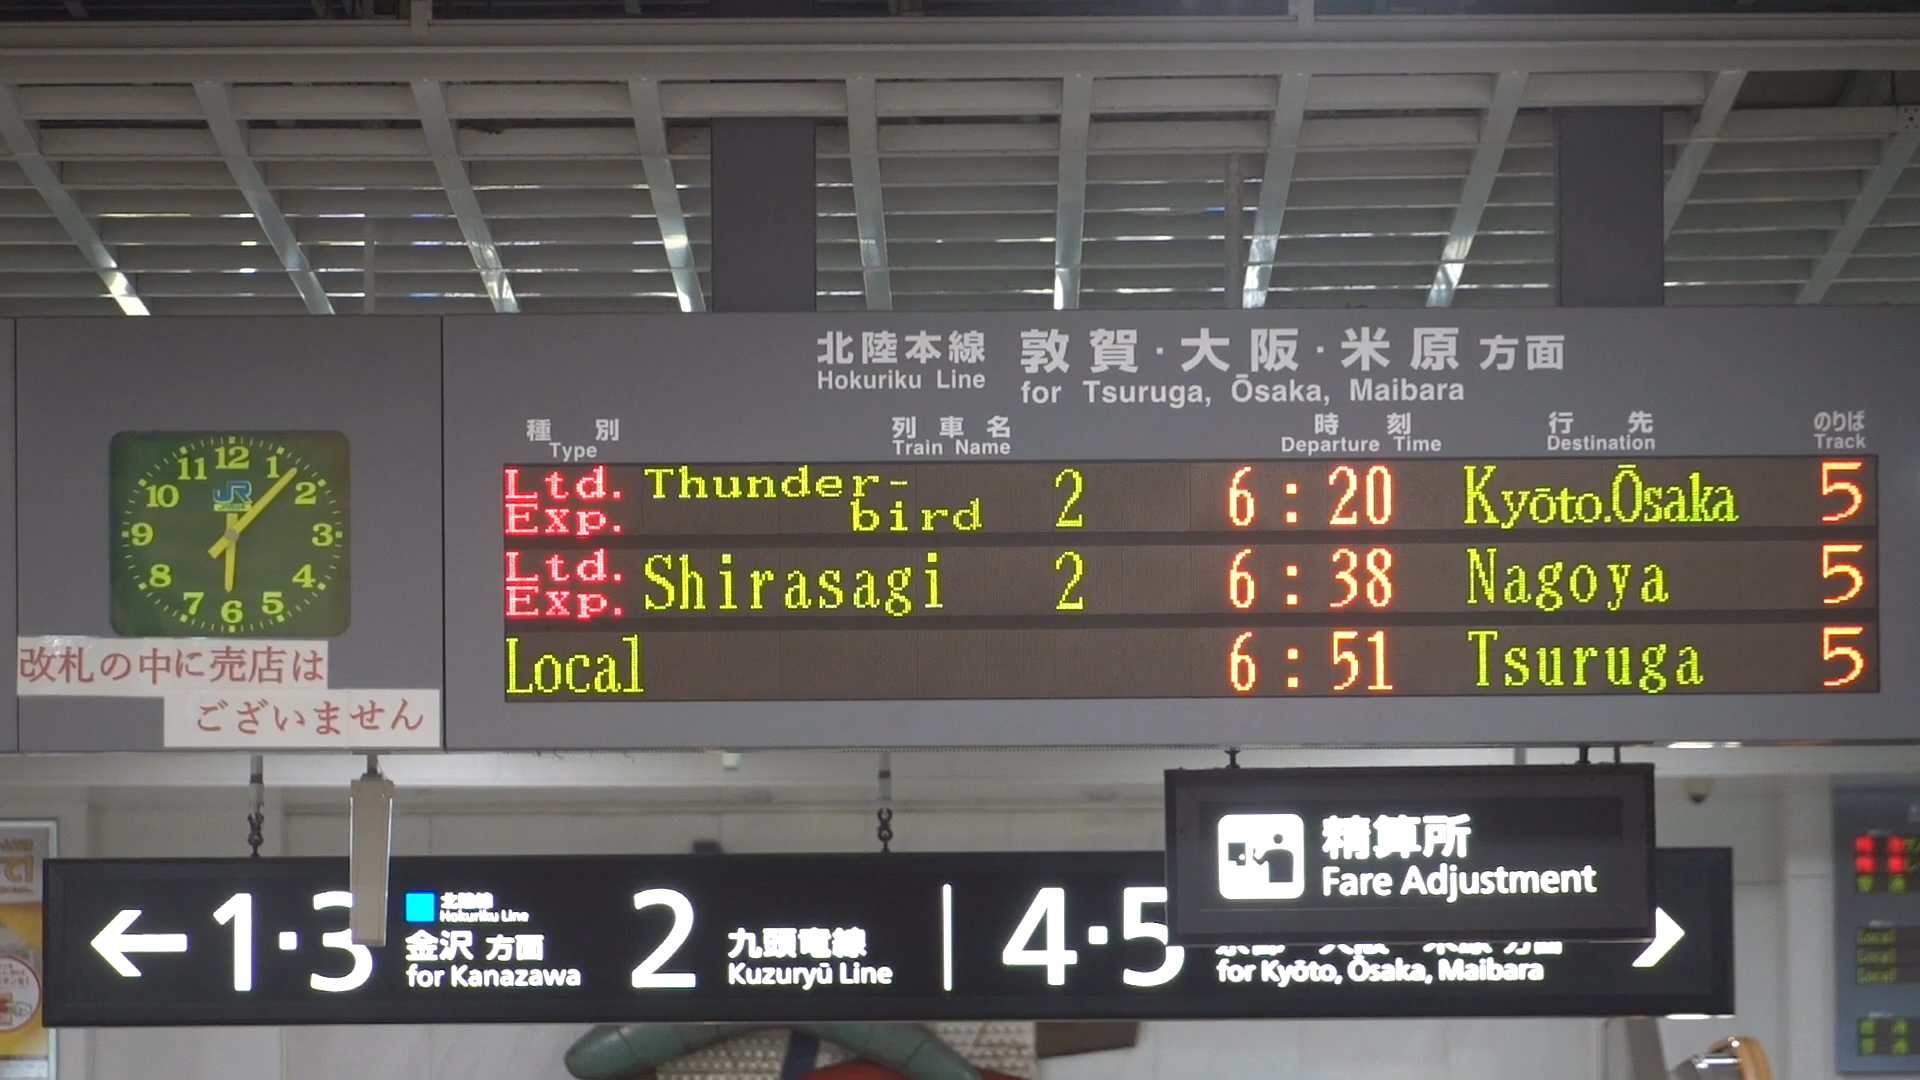 北陸本線 敦賀・大阪・米原 方面
Hokuriku Line for Tsuruga, Ōsaka, Maibara
種別 列車名 時刻 行先 のりば
Type Train Name Departure Time Destination Track
Ltd. Exp. Thunder-bird 2 6:20 Kyōto.Ōsaka 5
Ltd. Exp. Shirasagi 2 6:38 Nagoya 5
Local 6:51 Tsuruga 5
12
1
2
3
4
5
6
7
8
9
10
11
JR
改札の中に売店は
ございません
精算所
Fare Adjustment
← 1・3 北陸線
Hokuriku Line
金沢 方面
for Kanazawa
2 九頭竜線
Kuzuryū Line
4・5
for Kyōto, Ōsaka, Maibara
Local
Local
Local